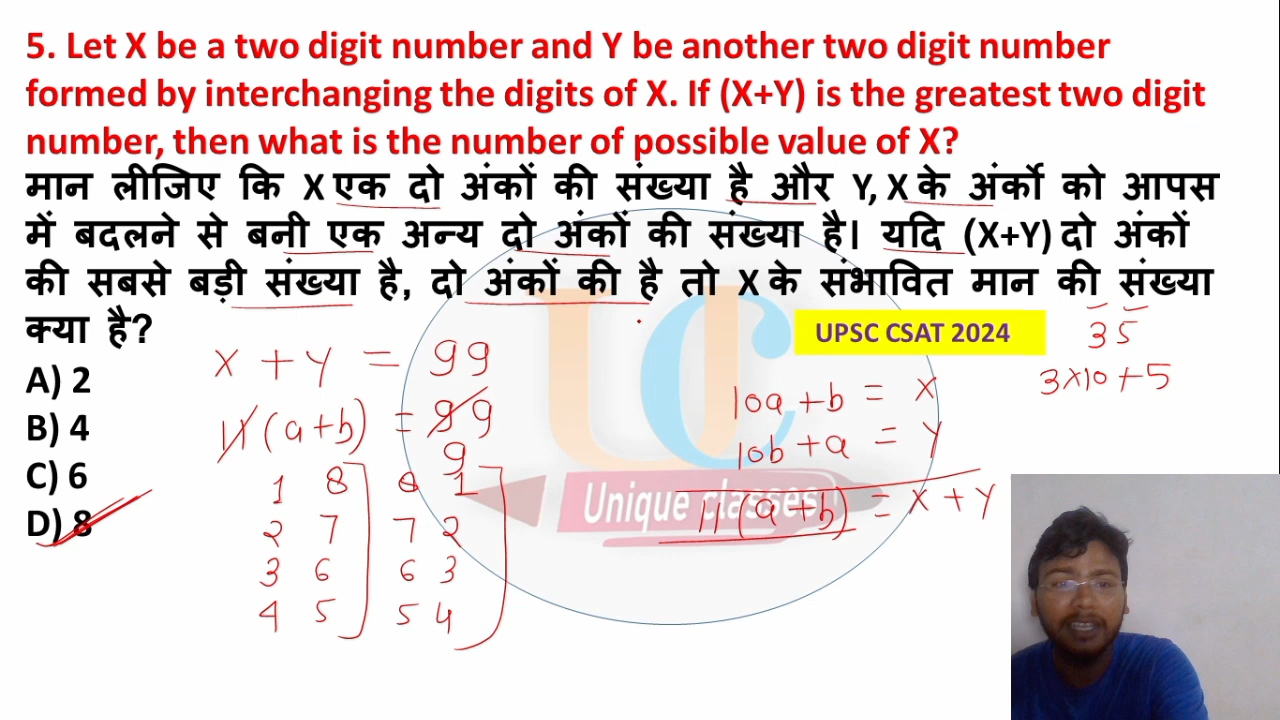 5. Let X be a two digit number and Y be another two digit number
formed by interchanging the digits of X. If (X+Y) is the greatest two digit
number, then what is the number of possible value of X?
मान लीजिए कि X एक दो अंकों की संख्या है और Y, X के अंकों को आपस
में बदलने से बनी एक अन्य दो अंकों की संख्या है। यदि (X+Y) दो अंकों
की सबसे बड़ी संख्या है, दो अंकों की है तो X के संभावित मान की संख्या
क्या है?
UPSC CSAT 2024
A) 2
B) 4
C) 6
D) 8
x + y = 99
11(a+b) = 99
9
1 8 8 1
2 7 7 2
3 6 6 3
4 5 5 4
10a + b = x
10b + a = y
11(a+b) = x + y
35
3×10+5
UC
Unique classes